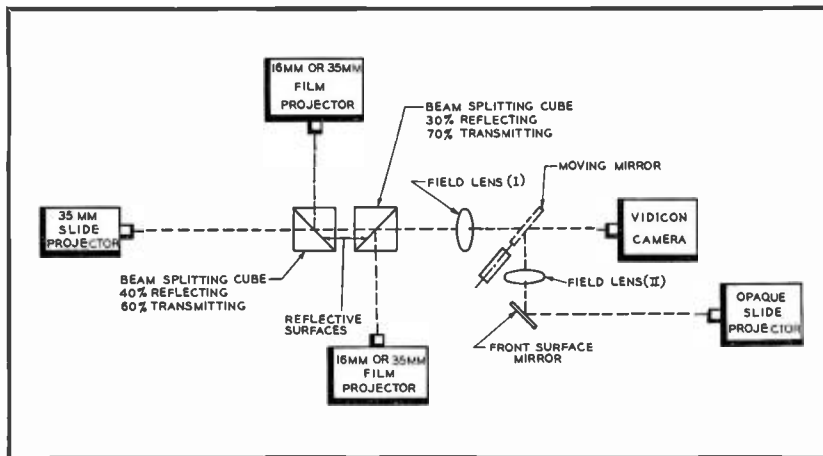 16MM OR 35MM
FILM
PROJECTOR
BEAM SPLITTING CUBE
30% REFLECTING
70% TRANSMITTING
MOVING MIRROR
FIELD LENS (I)
35 MM
SLIDE
PROJECTOR
VIDICON
CAMERA
BEAM SPLITTING CUBE
40% REFLECTING
60% TRANSMITTING
FIELD LENS (II)
REFLECTIVE
SURFACES
OPAQUE
SLIDE
PROJECTOR
FRONT SURFACE
MIRROR
16MM OR 35MM
FILM
PROJECTOR